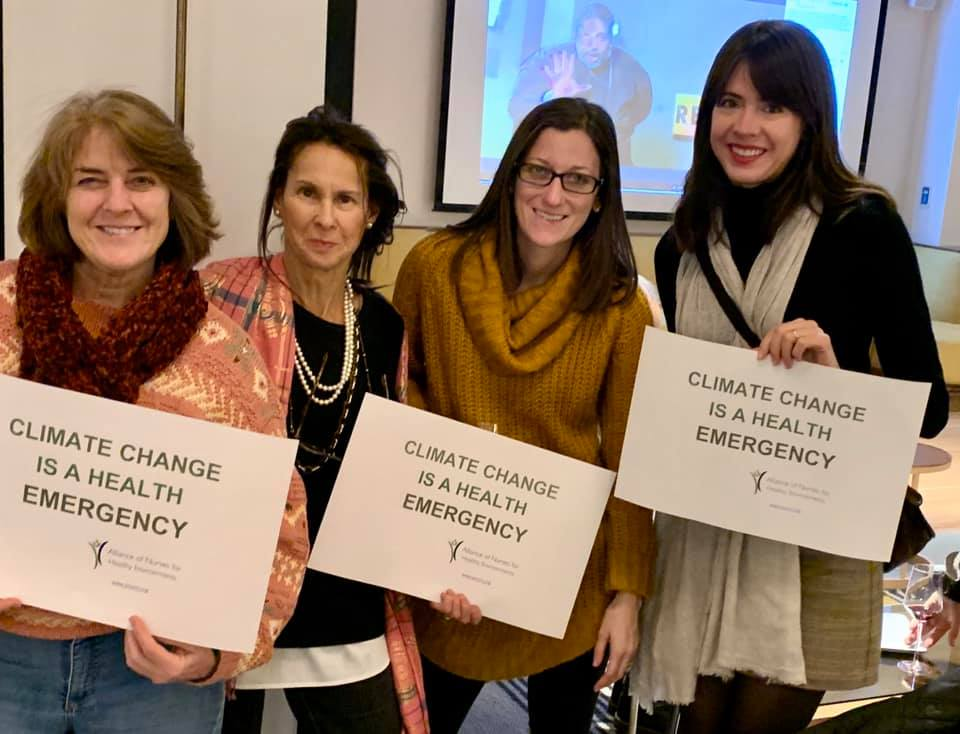 CLIMATE CHANGE
IS A HEALTH
EMERGENCY
Alliance of Nurses for
Healthy Environments
CLIMATE CHANGE
IS A HEALTH
EMERGENCY
Alliance of Nurses for
Healthy Environments
CLIMATE CHANGE
IS A HEALTH
EMERGENCY
Alliance of Nurses for
Healthy Environments
RE